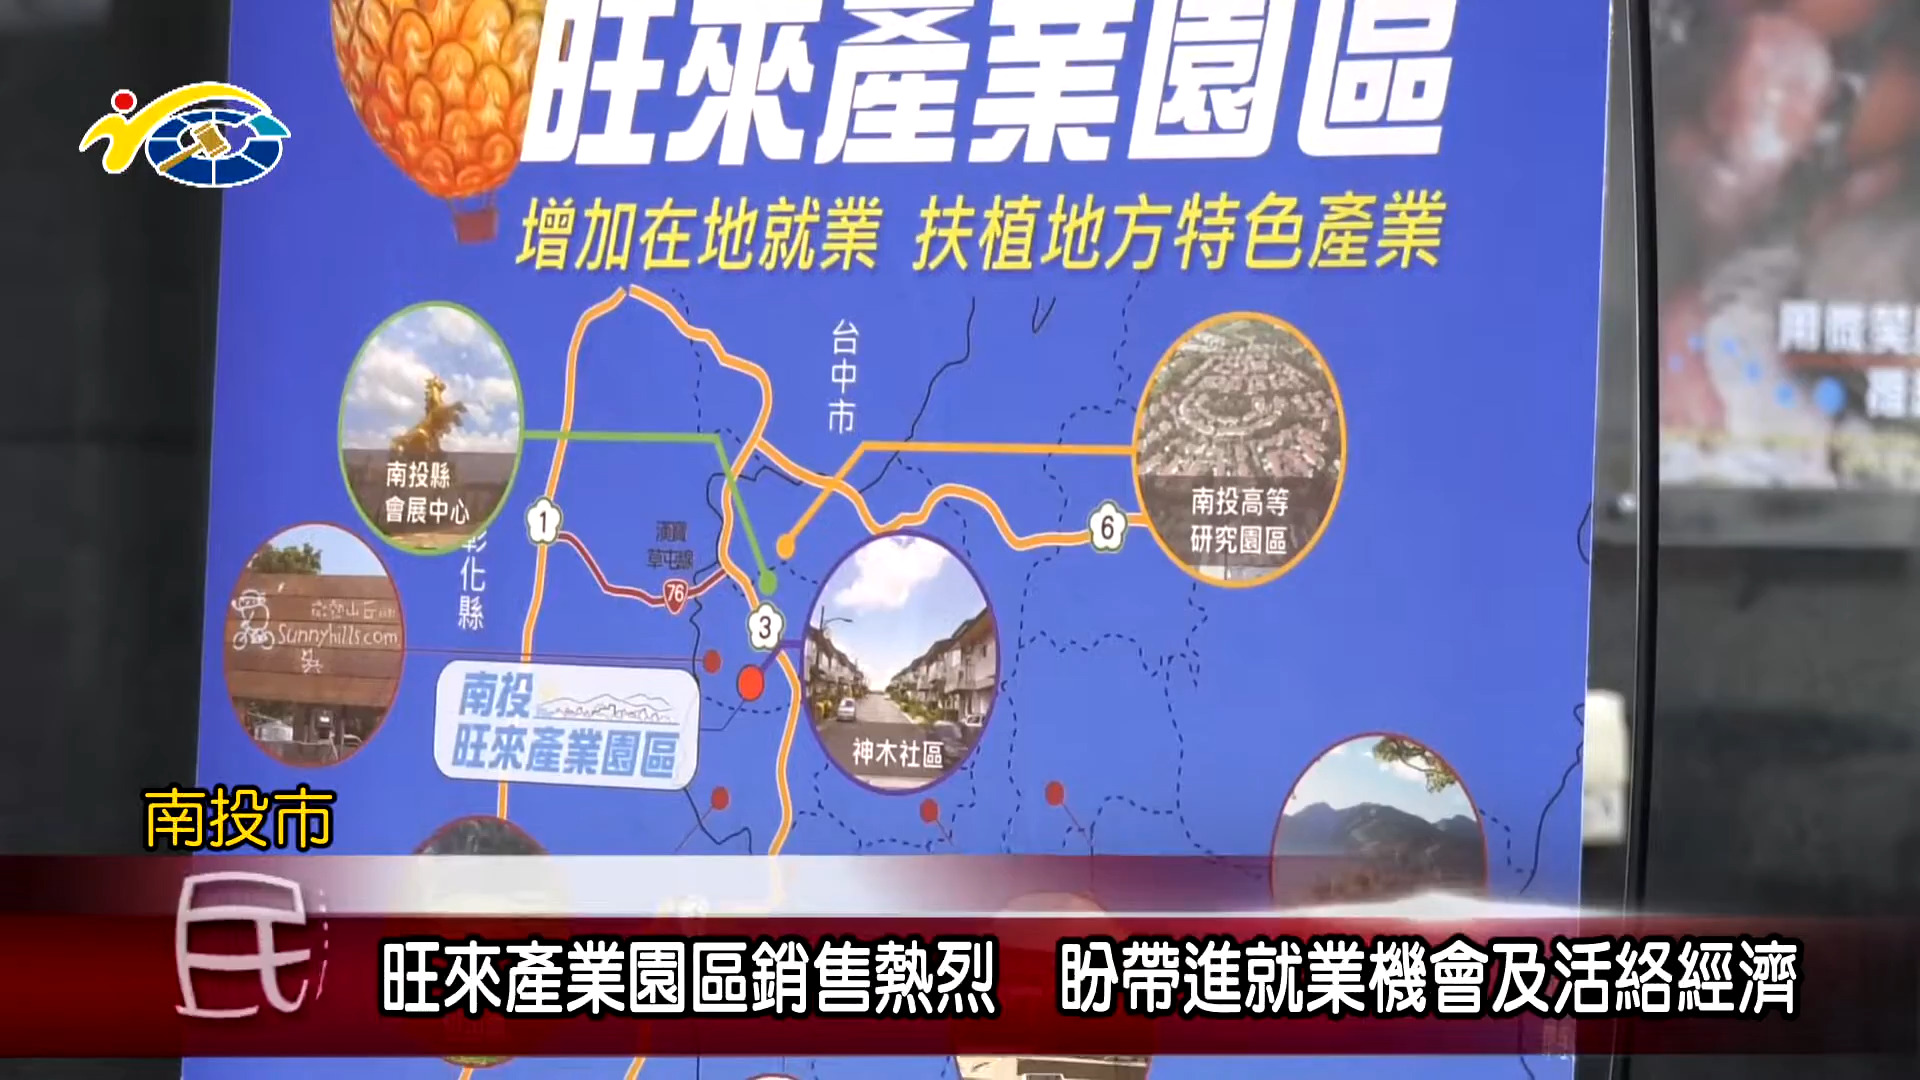 旺來產業園區
增加在地就業 扶植地方特色產業
台中市
南投縣
會展中心
南投高等
研究園區
1
6
漢寶
草屯線
76
彰化縣
3
Sunnyhills.com
南投
旺來產業園區
神木社區
用微笑
南投市
民
旺來產業園區銷售熱烈 盼帶進就業機會及活絡經濟